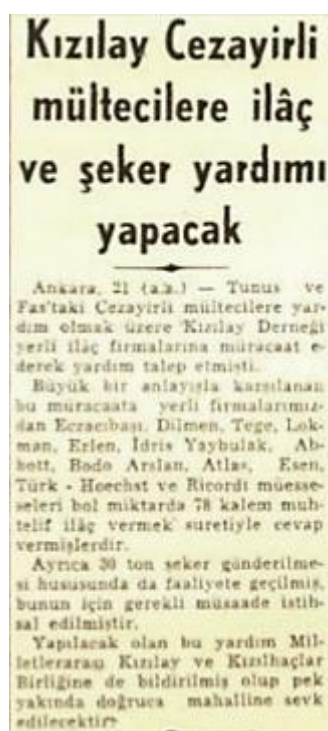 Kızılay Cezayirli
mültecilere ilâç
ve şeker yardımı
yapacak
Ankara, 21 (a.a.) — Tunus ve
Fas'taki Cezayirli mültecilere yar-
dım olmak üzere Kızılay Derneği
yerli ilâç firmalarına müracaat e-
derek yardım talep etmişti.
Büyük bir anlayışla karşılanan
bu müracaata yerli firmalarımız-
dan Eczacıbaşı, Dilmen, Tege, Lok-
man, Erlen, İdris Yaybulak, Ab-
bott, Bodo Arslan, Atlas, Esen,
Türk - Hoechst ve Ricordi müesse-
seleri bol miktarda 78 kalem muh-
telif ilâç vermek suretiyle cevap
vermişlerdir.
Ayrıca 30 ton şeker gönderilme-
si hususunda da faaliyete geçilmiş,
bunun için gerekli müsaade istih-
sal edilmiştir.
Yapılacak olan bu yardım Mil-
letlerarası Kızılay ve Kızılhaçlar
Birliğine de bildirilmiş olup pek
yakında doğruca mahalline sevk
edilecektir.